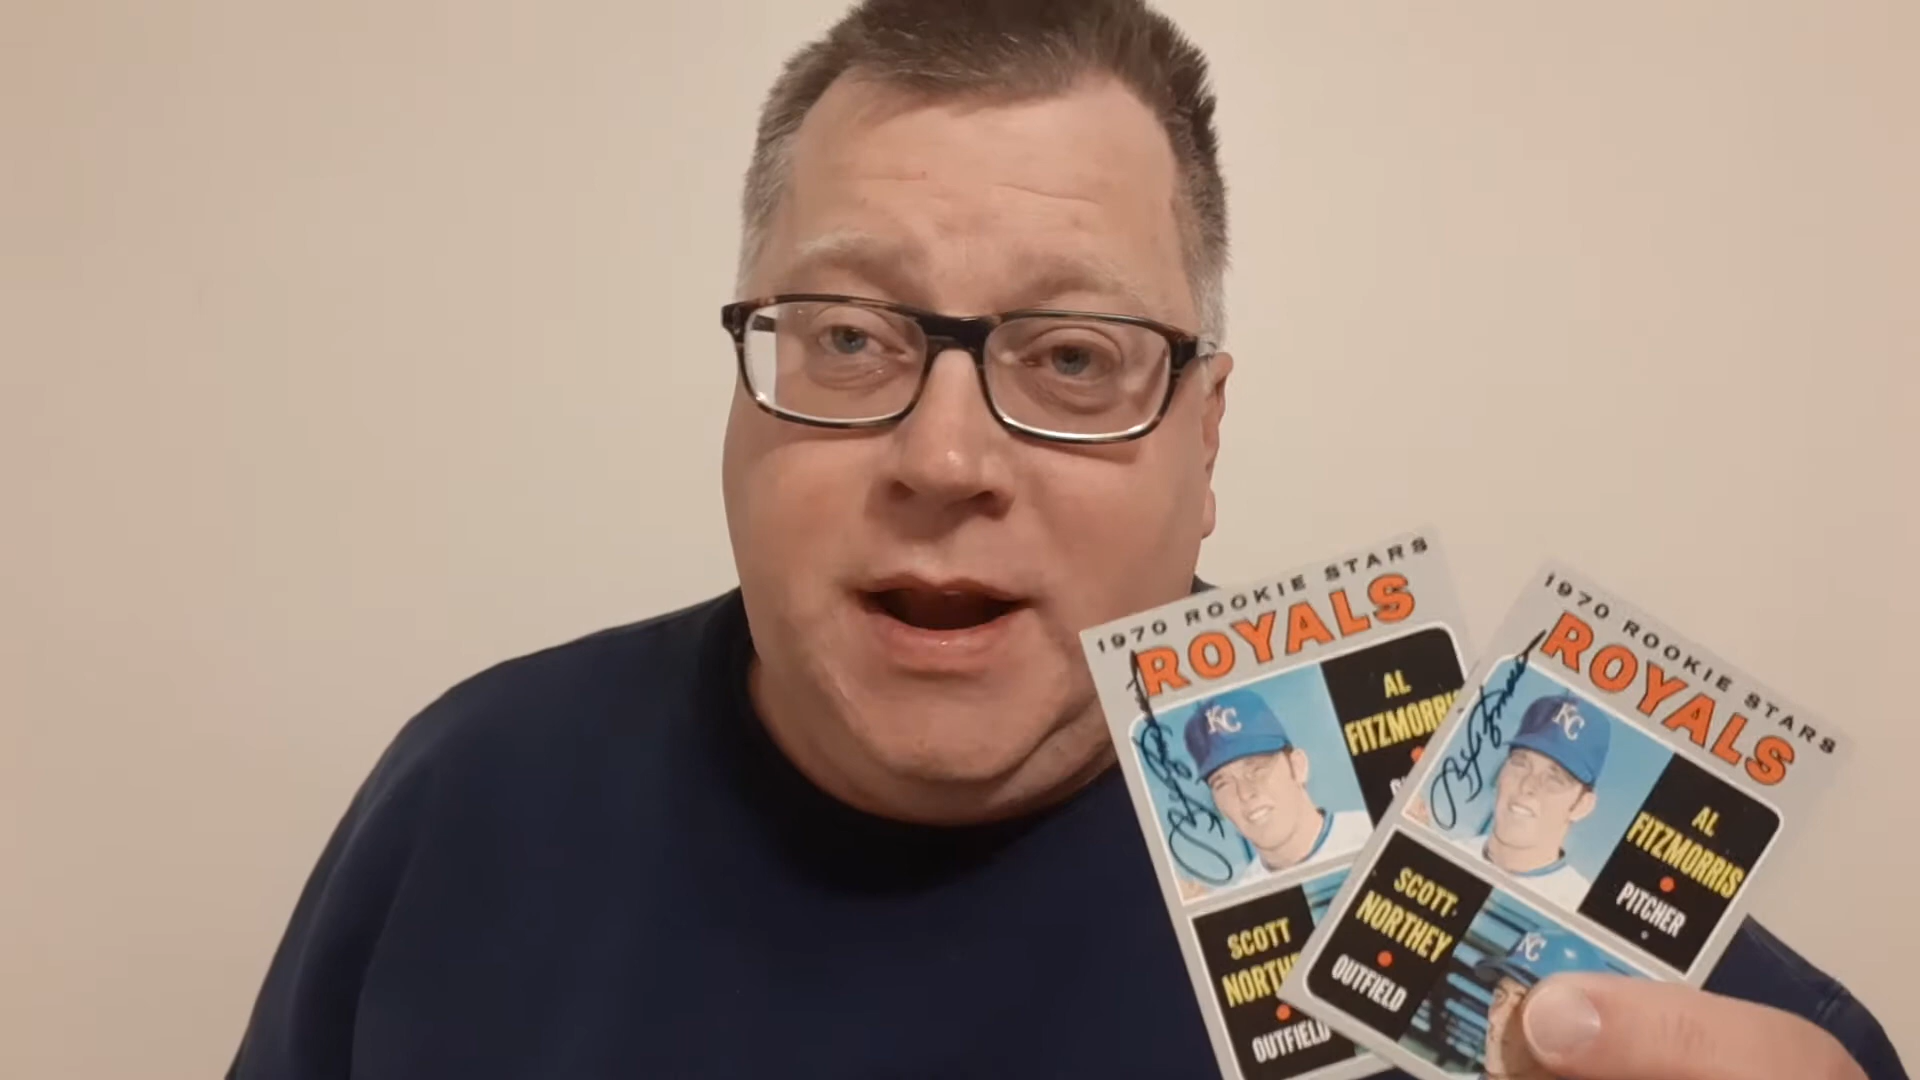 1970 ROOKIE STARS
ROYALS
KC
AL
SCOTT
OUTFIELD
1970 ROOKIE STARS
ROYALS
KC
AL
FITZMORRIS
PITCHER
SCOTT
NORTHEY
OUTFIELD
KC